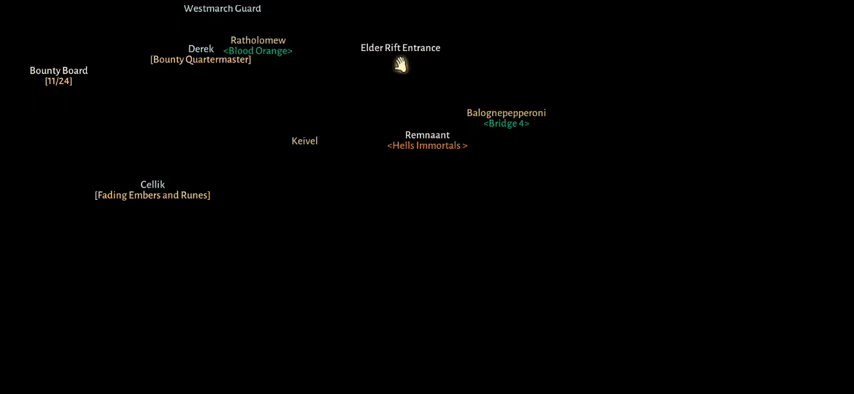 Westmarch Guard
Ratholomew
<Blood Orange>
Derek
[Bounty Quartermaster]
Elder Rift Entrance
Bounty Board
[11/24]
Balognepepperoni
<Bridge 4>
Remnaant
<Hells Immortals >
Keivel
Cellik
[Fading Embers and Runes]